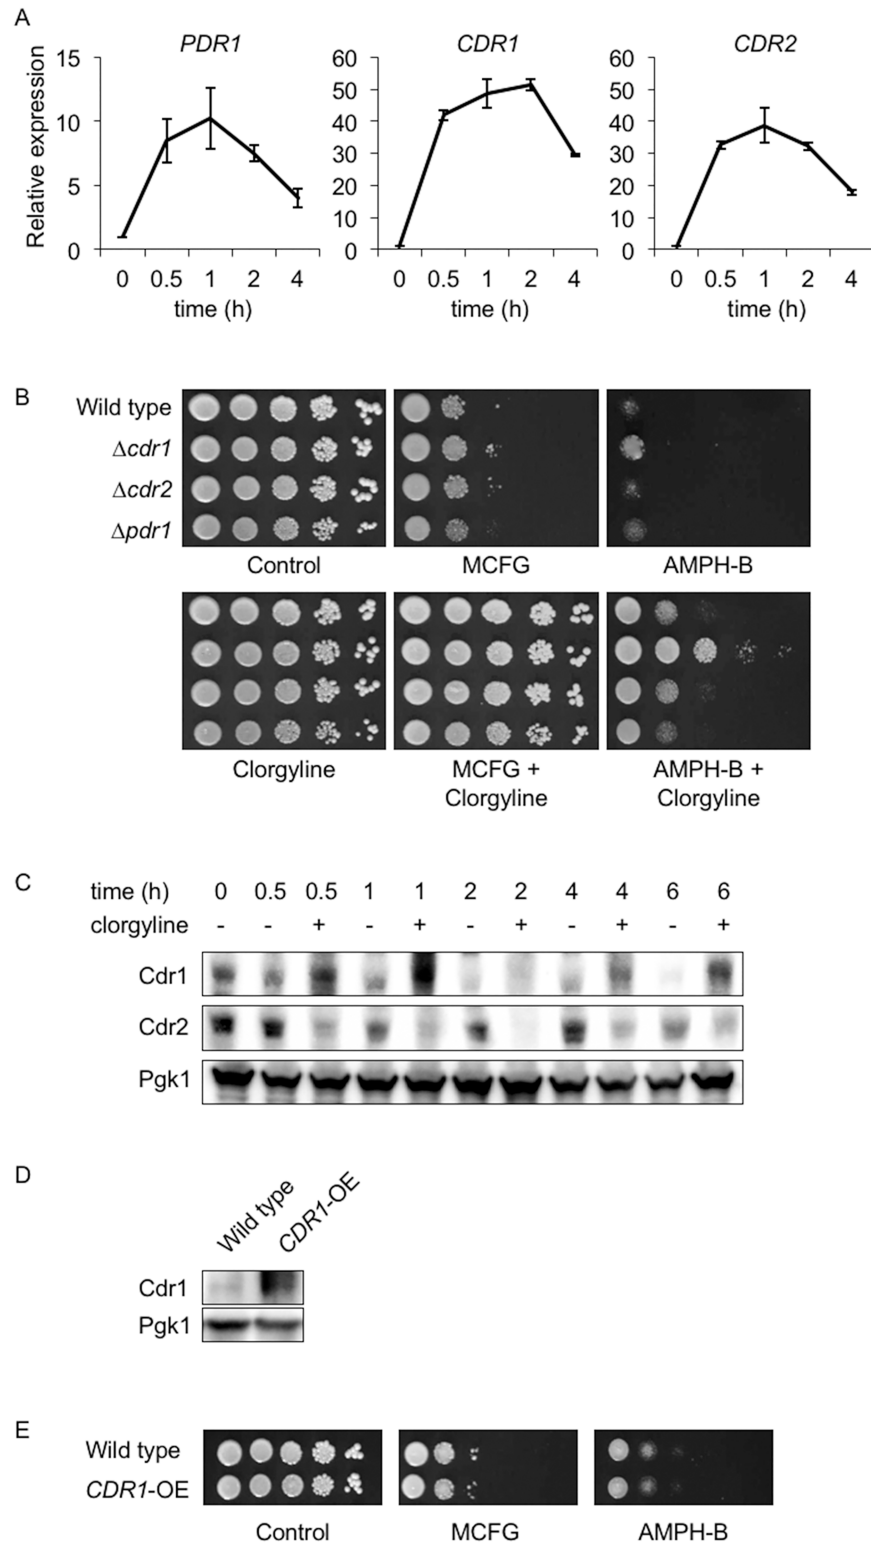 A
PDR1 CDR1 CDR2
Relative expression
15 60 60
50 50
10 40 40
30 30
5 20 20
10 10
0 0 0
0 0.5 1 2 4 0 0.5 1 2 4 0 0.5 1 2 4
time (h) time (h) time (h)
B
Wild type
Δcdr1
Δcdr2
Δpdr1
Control MCFG AMPH-B
Clorgyline MCFG + AMPH-B +
Clorgyline Clorgyline
C
time (h) 0 0.5 0.5 1 1 2 2 4 4 6 6
clorgyline - - + - + - + - + - +
Cdr1
Cdr2
Pgk1
D
Wild type
CDR1-OE
Cdr1
Pgk1
E
Wild type
CDR1-OE
Control MCFG AMPH-B